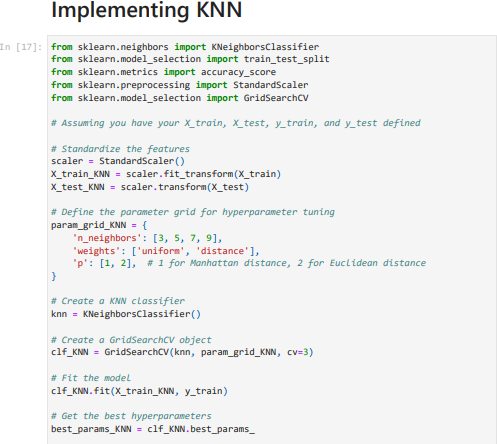 Implementing KNN
In [17]:
from sklearn.neighbors import KNeighborsClassifier
from sklearn.model_selection import train_test_split
from sklearn.metrics import accuracy_score
from sklearn.preprocessing import StandardScaler
from sklearn.model_selection import GridSearchCV
# Assuming you have your X_train, X_test, y_train, and y_test defined
# Standardize the features
scaler = StandardScaler()
X_train_KNN = scaler.fit_transform(X_train)
X_test_KNN = scaler.transform(X_test)
# Define the parameter grid for hyperparameter tuning
param_grid_KNN = {
    'n_neighbors': [3, 5, 7, 9],
    'weights': ['uniform', 'distance'],
    'p': [1, 2],  # 1 for Manhattan distance, 2 for Euclidean distance
}
# Create a KNN classifier
knn = KNeighborsClassifier()
# Create a GridSearchCV object
clf_KNN = GridSearchCV(knn, param_grid_KNN, cv=3)
# Fit the model
clf_KNN.fit(X_train_KNN, y_train)
# Get the best hyperparameters
best_params_KNN = clf_KNN.best_params_